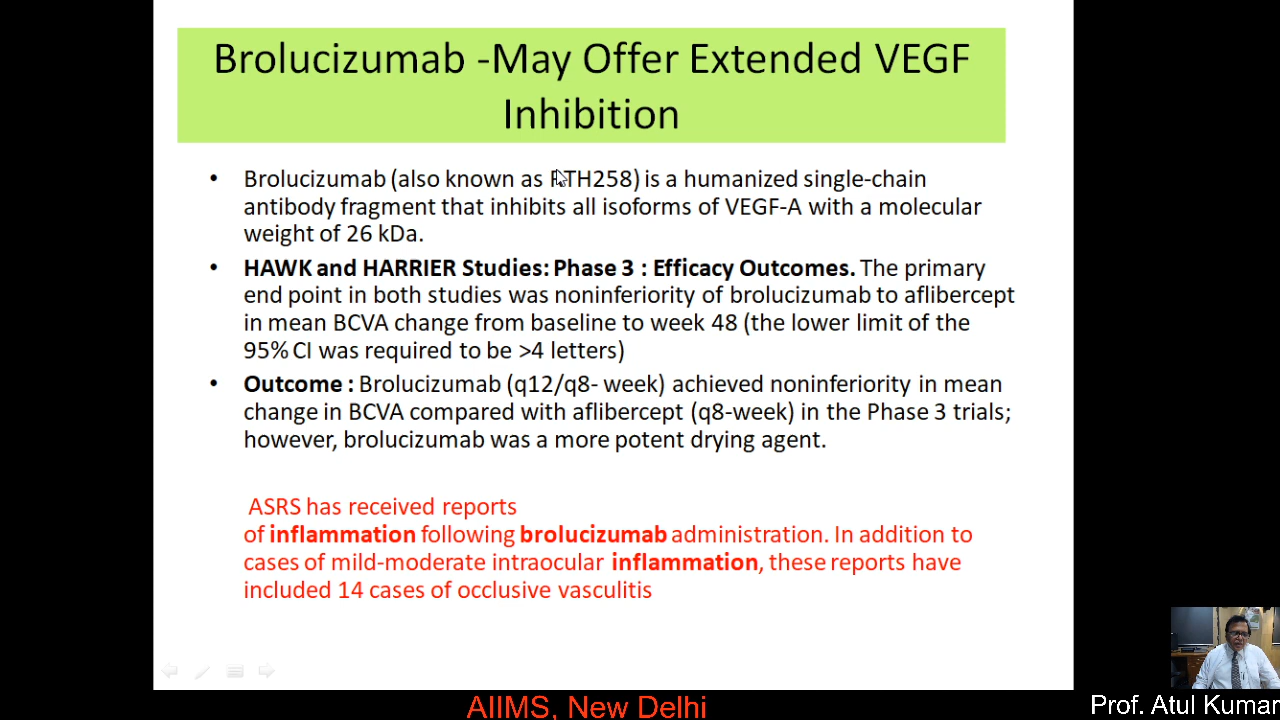 Brolucizumab -May Offer Extended VEGF
Inhibition
• Brolucizumab (also known as RTH258) is a humanized single-chain
antibody fragment that inhibits all isoforms of VEGF-A with a molecular
weight of 26 kDa.
• HAWK and HARRIER Studies: Phase 3 : Efficacy Outcomes. The primary
end point in both studies was noninferiority of brolucizumab to aflibercept
in mean BCVA change from baseline to week 48 (the lower limit of the
95% CI was required to be >4 letters)
• Outcome : Brolucizumab (q12/q8- week) achieved noninferiority in mean
change in BCVA compared with aflibercept (q8-week) in the Phase 3 trials;
however, brolucizumab was a more potent drying agent.
ASRS has received reports
of inflammation following brolucizumab administration. In addition to
cases of mild-moderate intraocular inflammation, these reports have
included 14 cases of occlusive vasculitis
AIIMS, New Delhi
Prof. Atul Kumar